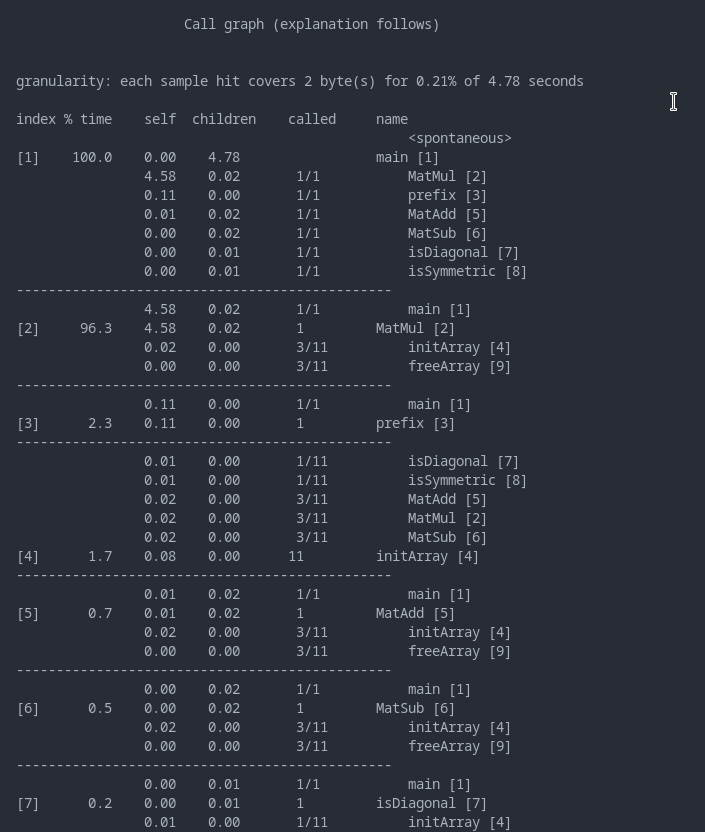 Call graph (explanation follows)
granularity: each sample hit covers 2 byte(s) for 0.21% of 4.78 seconds
index % time    self  children    called     name
                                                 <spontaneous>
[1]    100.0    0.00    4.78                 main [1]
                4.58    0.02       1/1           MatMul [2]
                0.11    0.00       1/1           prefix [3]
                0.01    0.02       1/1           MatAdd [5]
                0.00    0.02       1/1           MatSub [6]
                0.00    0.01       1/1           isDiagonal [7]
                0.00    0.01       1/1           isSymmetric [8]
-----------------------------------------------
                4.58    0.02       1/1           main [1]
[2]     96.3    4.58    0.02       1         MatMul [2]
                0.02    0.00       3/11          initArray [4]
                0.00    0.00       3/11          freeArray [9]
-----------------------------------------------
                0.11    0.00       1/1           main [1]
[3]      2.3    0.11    0.00       1         prefix [3]
-----------------------------------------------
                0.01    0.00       1/11          isDiagonal [7]
                0.01    0.00       1/11          isSymmetric [8]
                0.02    0.00       3/11          MatAdd [5]
                0.02    0.00       3/11          MatMul [2]
                0.02    0.00       3/11          MatSub [6]
[4]      1.7    0.08    0.00      11         initArray [4]
-----------------------------------------------
                0.01    0.02       1/1           main [1]
[5]      0.7    0.01    0.02       1         MatAdd [5]
                0.02    0.00       3/11          initArray [4]
                0.00    0.00       3/11          freeArray [9]
-----------------------------------------------
                0.00    0.02       1/1           main [1]
[6]      0.5    0.00    0.02       1         MatSub [6]
                0.02    0.00       3/11          initArray [4]
                0.00    0.00       3/11          freeArray [9]
-----------------------------------------------
                0.00    0.01       1/1           main [1]
[7]      0.2    0.00    0.01       1         isDiagonal [7]
                0.01    0.00       1/11          initArray [4]